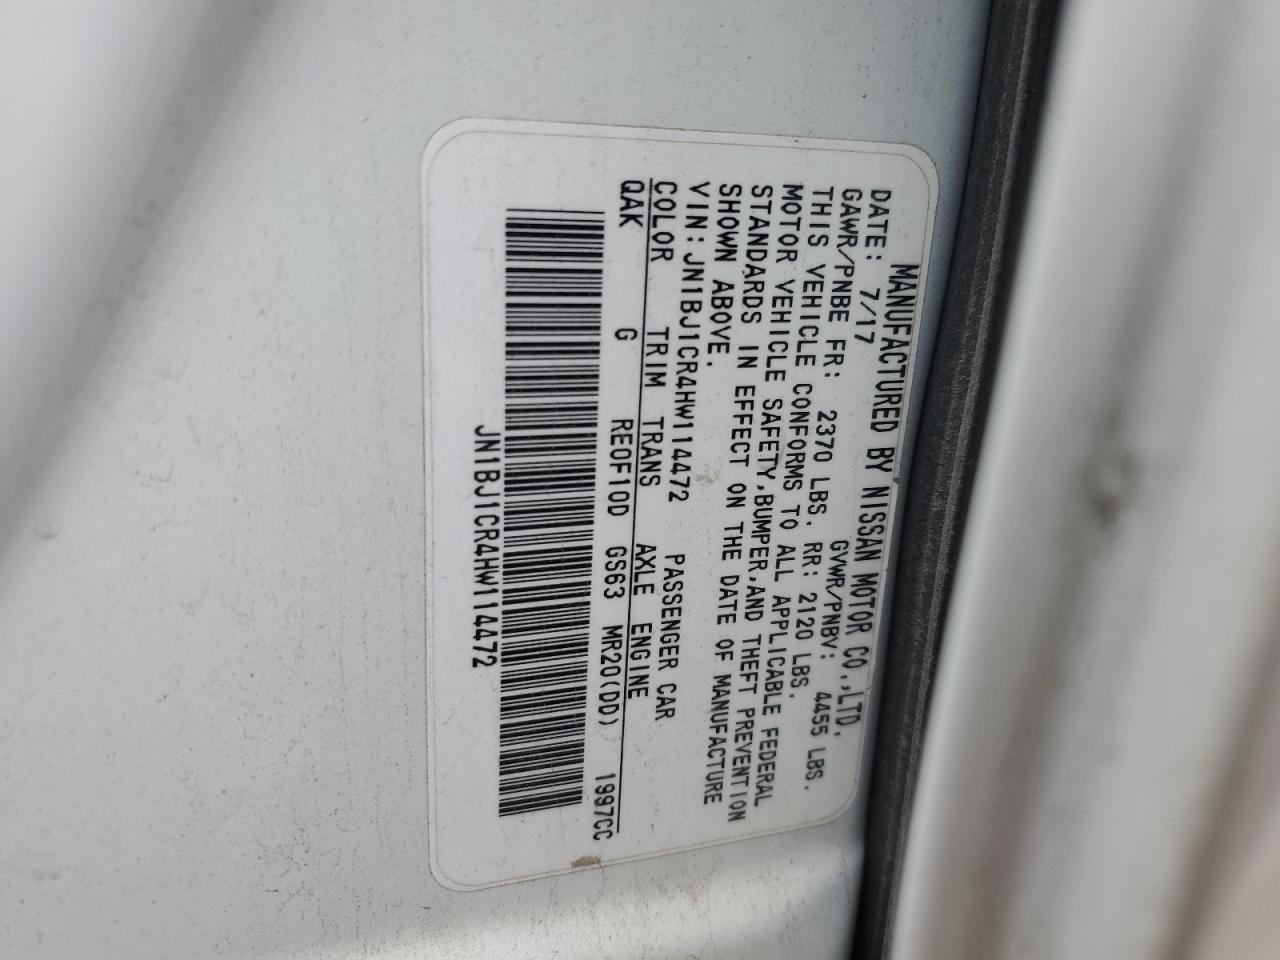 MANUFACTURED BY NISSAN MOTOR CO.,LTD.
DATE: 7/17 GVWR/PNBV: 4455 LBS.
GAWR/PNBE FR: 2370 LBS. RR: 2120 LBS.
THIS VEHICLE CONFORMS TO ALL APPLICABLE FEDERAL
MOTOR VEHICLE SAFETY,BUMPER,AND THEFT PREVENTION
STANDARDS IN EFFECT ON THE DATE OF MANUFACTURE
SHOWN ABOVE.
VIN: JN1BJ1CR4HW114472 PASSENGER CAR
COLOR TRIM TRANS AXLE ENGINE
QAK G RE0F10D GS63 MR20(DD) 1997CC
JN1BJ1CR4HW114472